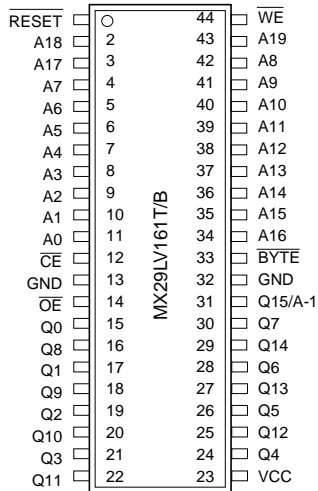 RESET 44 WE
A18 2 43 A19
A17 3 42 A8
A7 4 41 A9
A6 5 40 A10
A5 6 39 A11
A4 7 38 A12
A3 8 37 A13
A2 9 36 A14
A1 10 35 A15
A0 11 34 A16
CE 12 33 BYTE
GND 13 32 GND
OE 14 31 Q15/A-1
Q0 15 30 Q7
Q8 16 29 Q14
Q1 17 28 Q6
Q9 18 27 Q13
Q2 19 26 Q5
Q10 20 25 Q12
Q3 21 24 Q4
Q11 22 23 VCC
MX29LV161T/B